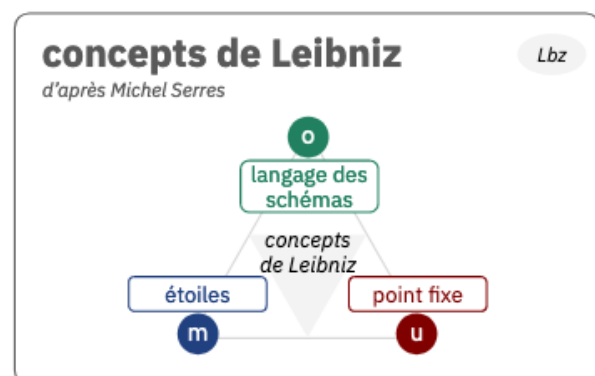 concepts de Leibniz
Lbz
d'après Michel Serres
o
langage des
schémas
concepts
de Leibniz
étoiles
point fixe
m
u